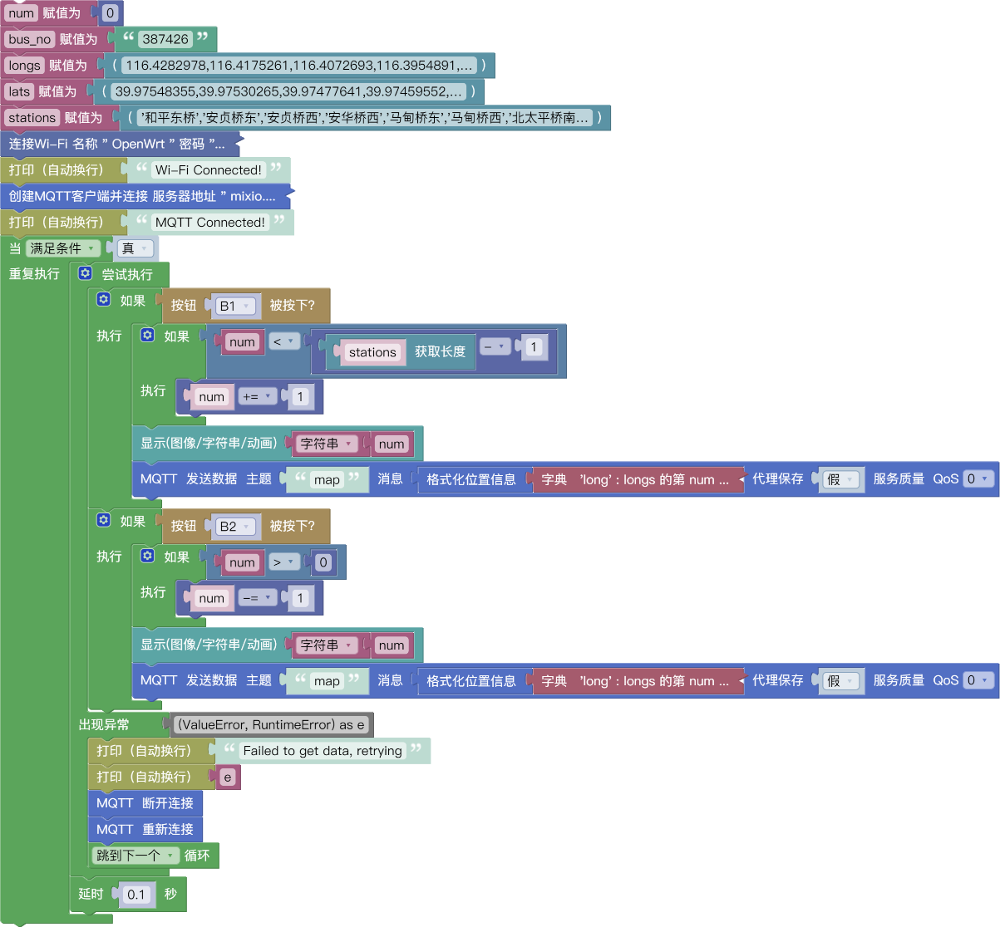 num 赋值为 0
bus_no 赋值为 “ 387426 ”
longs 赋值为 ( 116.4282978,116.4175261,116.4072693,116.3954891,... )
lats 赋值为 ( 39.97548355,39.97530265,39.97477641,39.97459552,... )
stations 赋值为 ( '和平东桥','安贞桥东','安贞桥西','安华桥西','马甸桥东','马甸桥西','北太平桥南... )
连接Wi-Fi 名称 ” OpenWrt ” 密码 ”...
打印（自动换行） “ Wi-Fi Connected! ”
创建MQTT客户端并连接 服务器地址 ” mixio....
打印（自动换行） “ MQTT Connected! ”
当 满足条件 真
重复执行 尝试执行
如果 按钮 B1 被按下?
执行 如果 num < stations 获取长度 - 1
执行 num += 1
显示(图像/字符串/动画) 字符串 num
MQTT 发送数据 主题 “ map ” 消息 格式化位置信息 字典 'long' : longs 的第 num ... 代理保存 假 服务质量 QoS 0
如果 按钮 B2 被按下?
执行 如果 num > 0
执行 num -= 1
显示(图像/字符串/动画) 字符串 num
MQTT 发送数据 主题 “ map ” 消息 格式化位置信息 字典 'long' : longs 的第 num ... 代理保存 假 服务质量 QoS 0
出现异常 (ValueError, RuntimeError) as e
打印（自动换行） “ Failed to get data, retrying ”
打印（自动换行） e
MQTT 断开连接
MQTT 重新连接
跳到下一个 循环
延时 0.1 秒